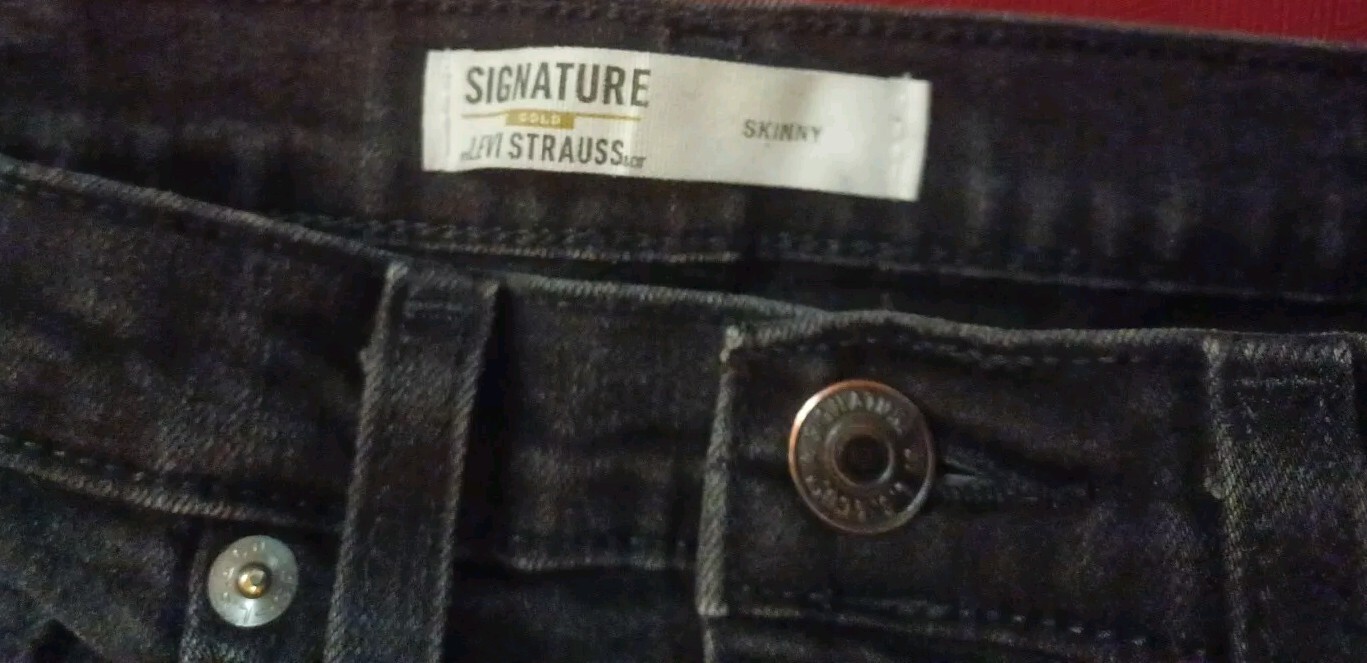 SIGNATURE
GOLD
LEVI STRAUSS
SKINNY